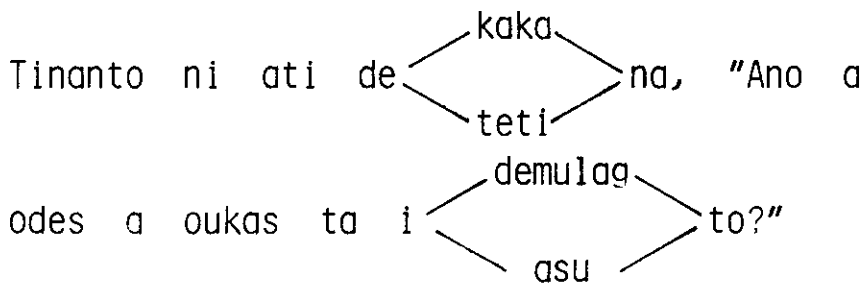 kaka
Tinanto ni ati de na, "Ano a
teti
demulag
odes a oukas ta i to?"
asu